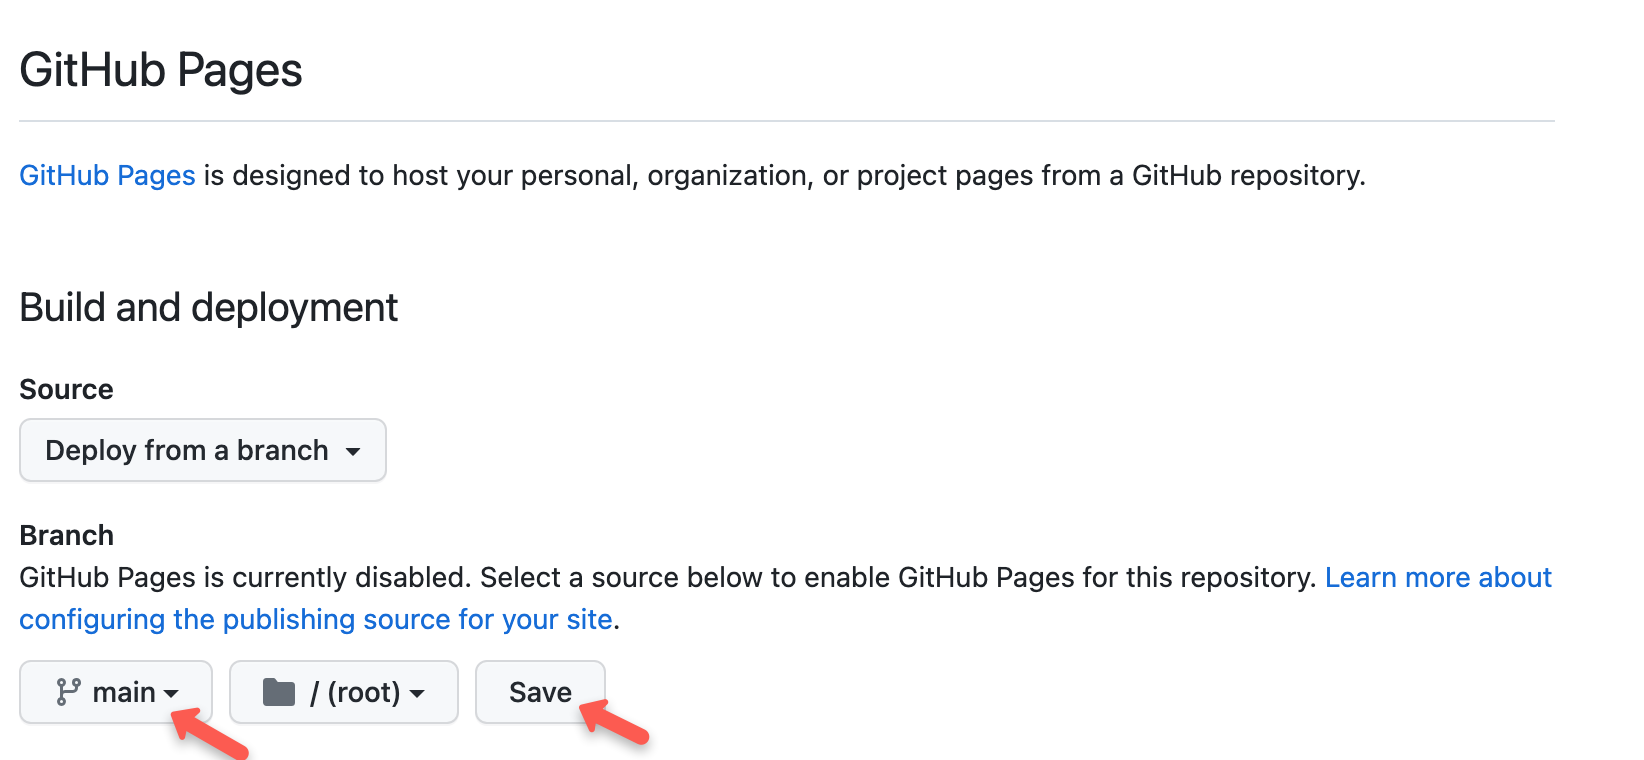 GitHub Pages
GitHub Pages is designed to host your personal, organization, or project pages from a GitHub repository.
Build and deployment
Source
Deploy from a branch
Branch
GitHub Pages is currently disabled. Select a source below to enable GitHub Pages for this repository. Learn more about
configuring the publishing source for your site.
main / (root) Save